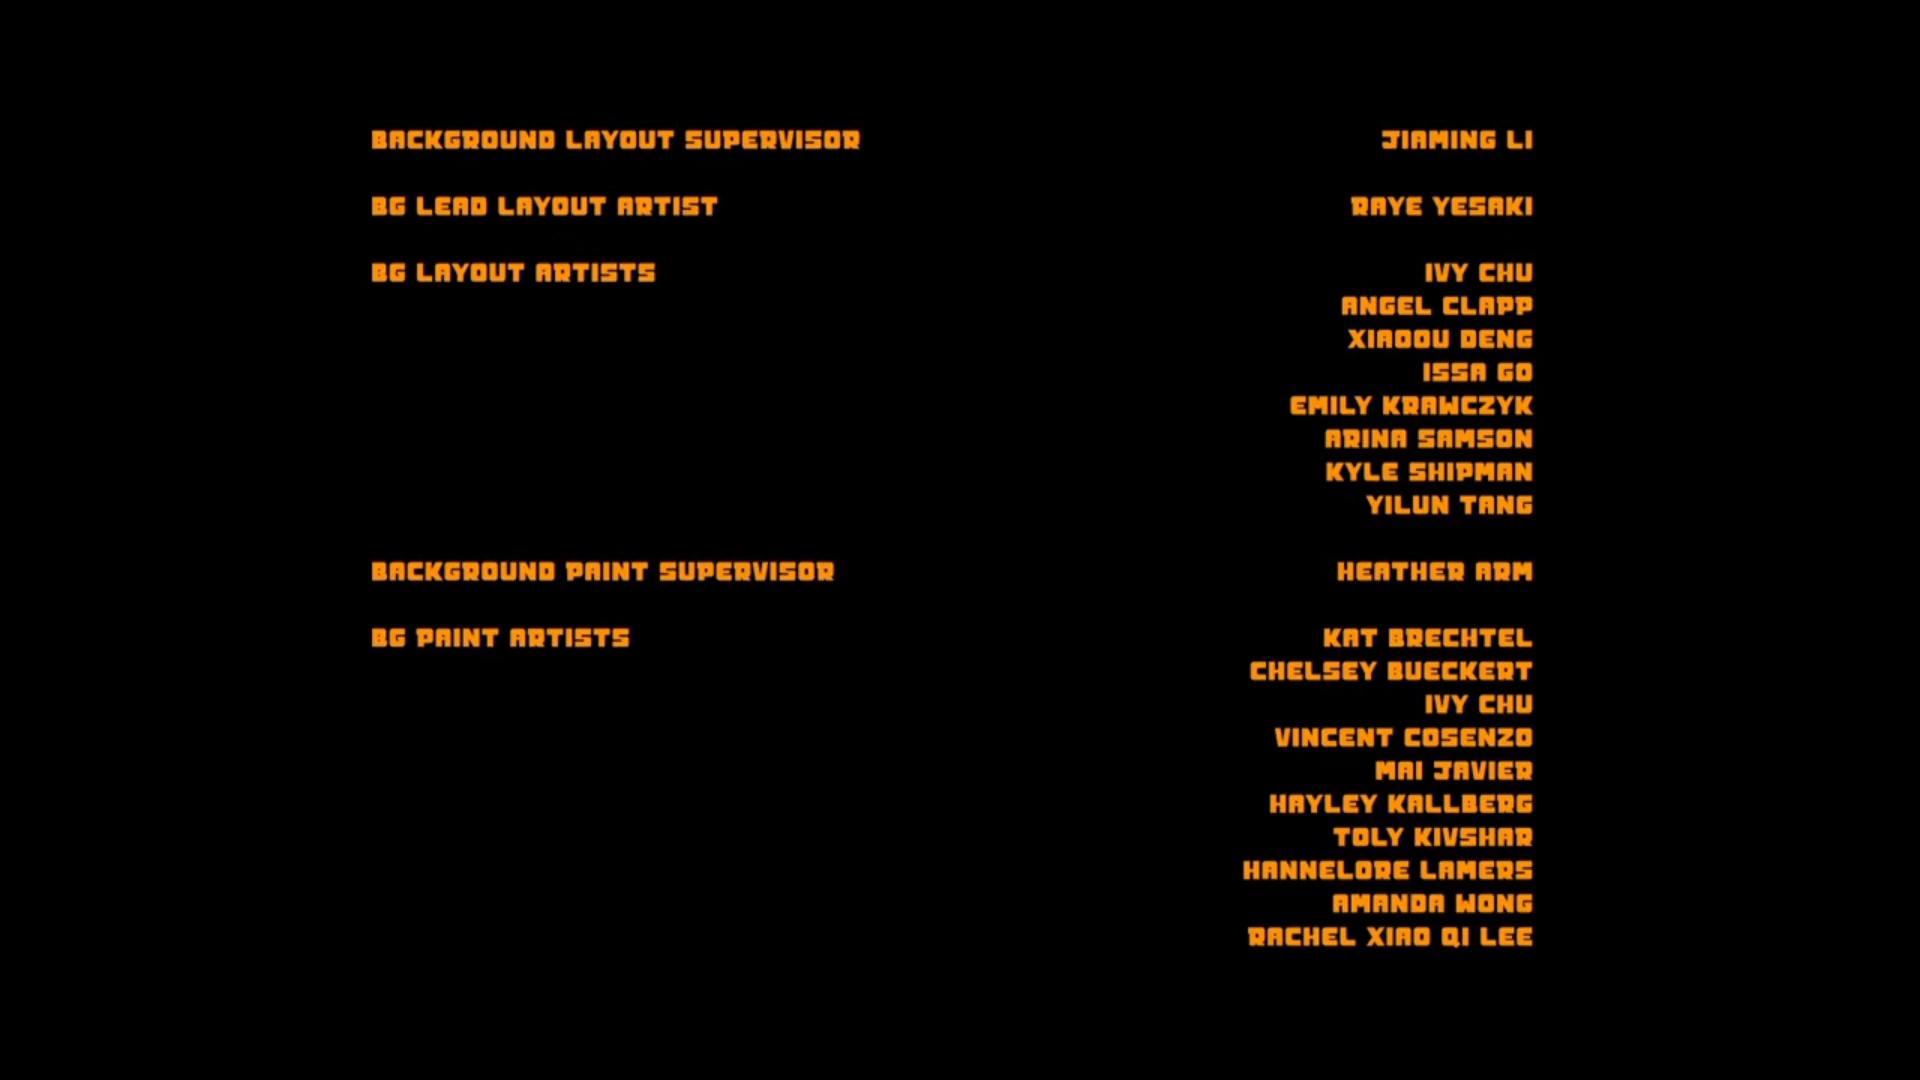 BACKGROUND LAYOUT SUPERVISOR JIAMING LI
BG LEAD LAYOUT ARTIST RAYE YESAKI
BG LAYOUT ARTISTS IVY CHU
ANGEL CLAPP
XIAODU DENG
ISSA GO
EMILY KRAWCZYK
ARINA SAMSON
KYLE SHIPMAN
YILUN TANG
BACKGROUND PAINT SUPERVISOR HEATHER ARM
BG PAINT ARTISTS KAT BRECHTEL
CHELSEY BUECKERT
IVY CHU
VINCENT COSENZO
MAI JAVIER
HAYLEY KALLBERG
TOLY KIVSHAR
HANNELORE LAMERS
AMANDA WONG
RACHEL XIAO QI LEE